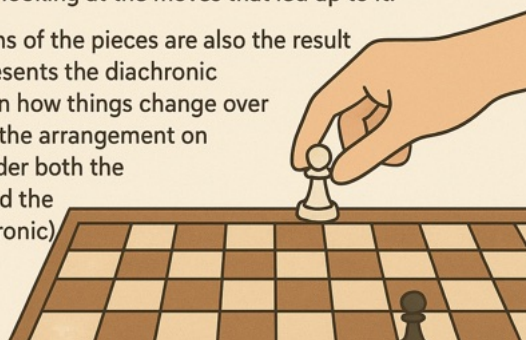 looking at the moves that led up to it.
ns of the pieces are also the result
esents the diachronic
n how things change over
the arrangement on
der both the
d the
ronic)